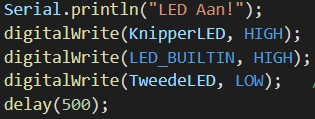 Serial.println("LED Aan!");
digitalWrite(KnipperLED, HIGH);
digitalWrite(LED_BUILTIN, HIGH);
digitalWrite(TweedeLED, LOW);
delay(500);